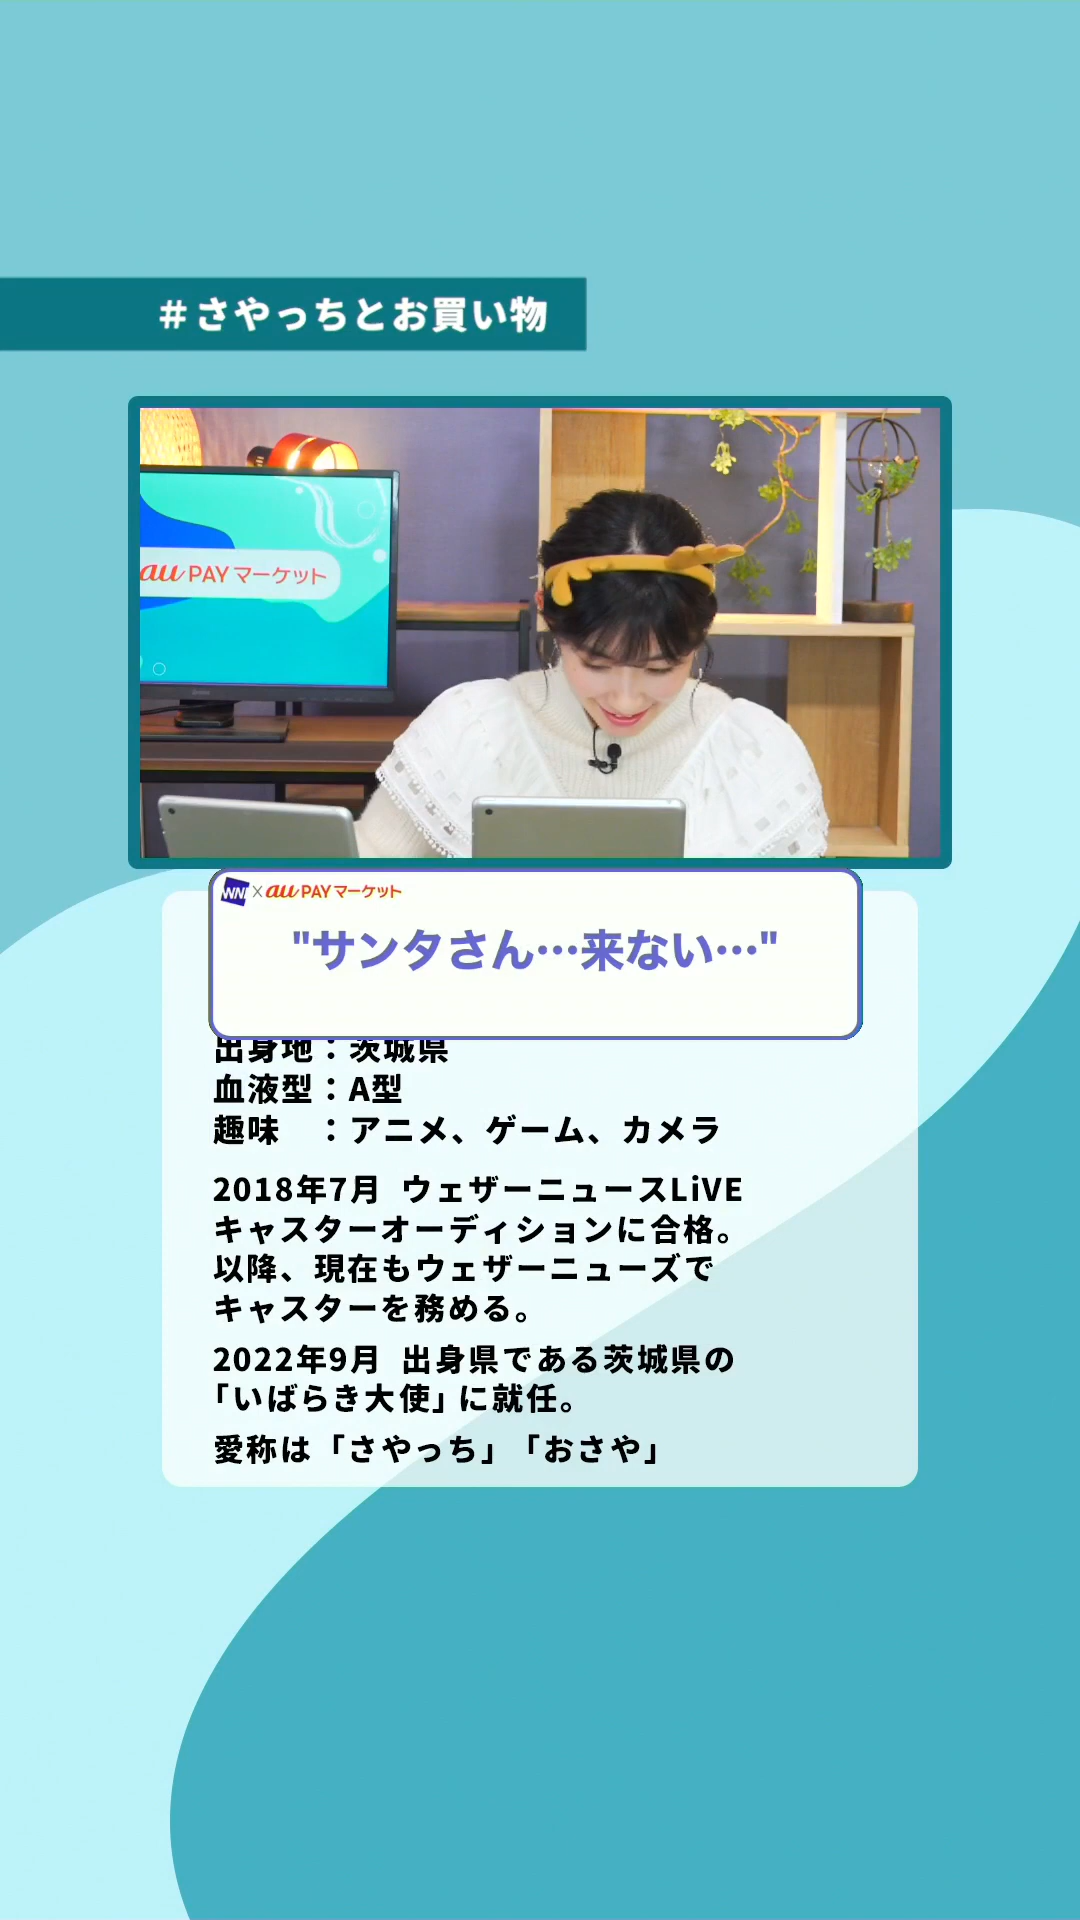 ＃さやっちとお買い物
au PAY マーケット
WNI×au PAY マーケット
"サンタさん…来ない…"
出身地：茨城県
血液型：A型
趣味　：アニメ、ゲーム、カメラ
2018年7月 ウェザーニュースLiVE
キャスターオーディションに合格。
以降、現在もウェザーニューズで
キャスターを務める。
2022年9月 出身県である茨城県の
「いばらき大使」に就任。
愛称は「さやっち」「おさや」